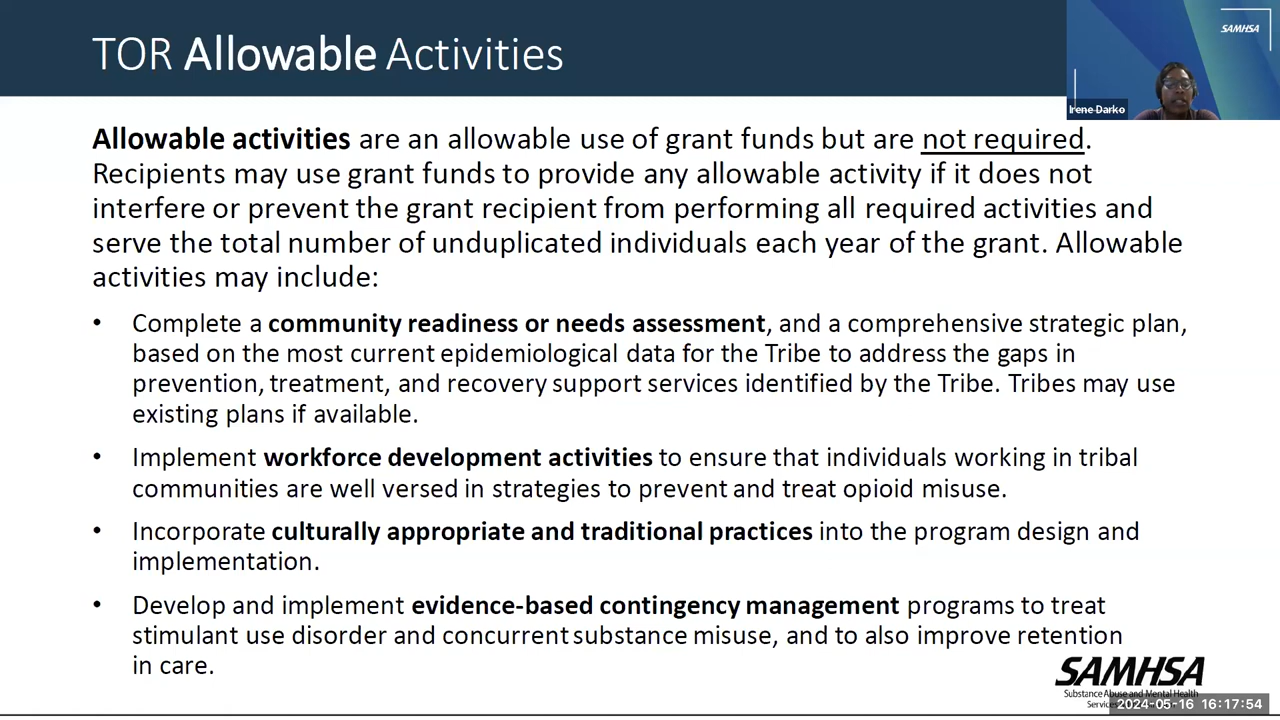 TOR Allowable Activities
SAMHSA
Irene Darko
Allowable activities are an allowable use of grant funds but are not required.
Recipients may use grant funds to provide any allowable activity if it does not
interfere or prevent the grant recipient from performing all required activities and
serve the total number of unduplicated individuals each year of the grant. Allowable
activities may include:
• Complete a community readiness or needs assessment, and a comprehensive strategic plan,
based on the most current epidemiological data for the Tribe to address the gaps in
prevention, treatment, and recovery support services identified by the Tribe. Tribes may use
existing plans if available.
• Implement workforce development activities to ensure that individuals working in tribal
communities are well versed in strategies to prevent and treat opioid misuse.
• Incorporate culturally appropriate and traditional practices into the program design and
implementation.
• Develop and implement evidence-based contingency management programs to treat
stimulant use disorder and concurrent substance misuse, and to also improve retention
in care.
SAMHSA
Substance Abuse and Mental Health
Services
2024-05-16 16:17:54